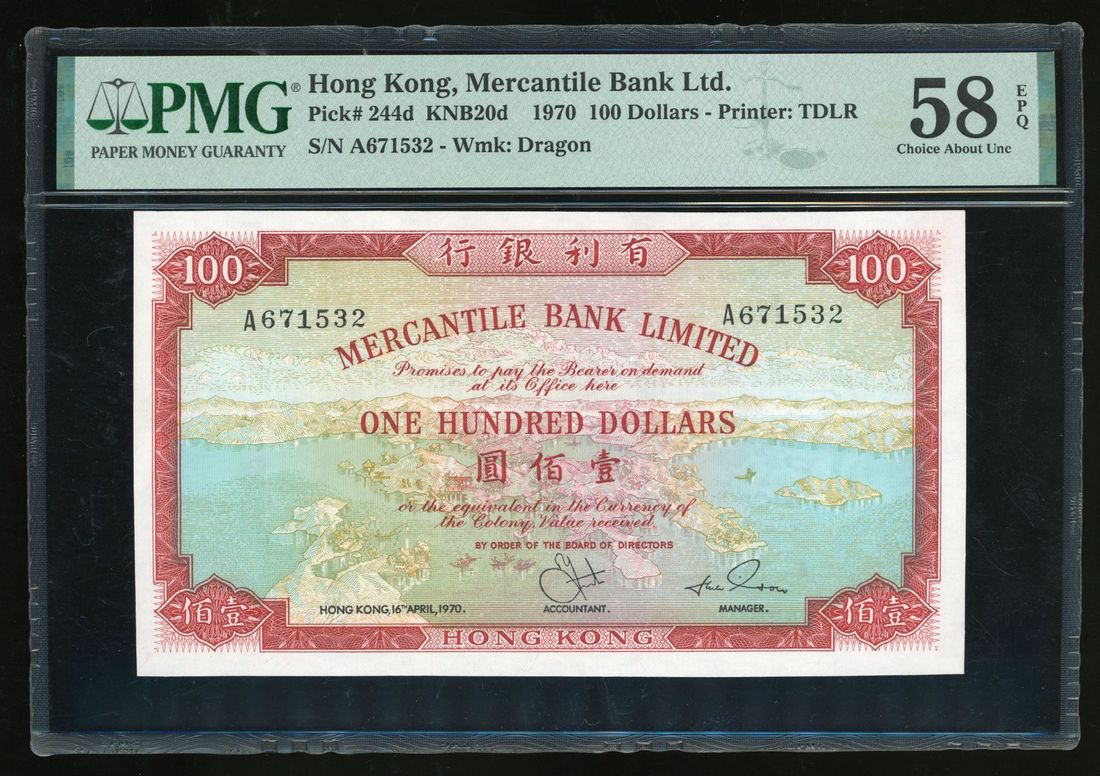 PMG®
PAPER MONEY GUARANTY
Hong Kong, Mercantile Bank Ltd.
Pick# 244d KNB20d 1970 100 Dollars - Printer: TDLR
S/N A671532 - Wmk: Dragon
58 EPQ
Choice About Unc
行銀利有
100 100
A671532 A671532
MERCANTILE BANK LIMITED
Promises to pay the Bearer on demand
at its Office here
ONE HUNDRED DOLLARS
圓佰壹
or the equivalent in the Currency of
the Colony, Value received.
BY ORDER OF THE BOARD OF DIRECTORS
HONG KONG, 16TH APRIL, 1970. ACCOUNTANT. MANAGER.
佰壹 佰壹
HONG KONG